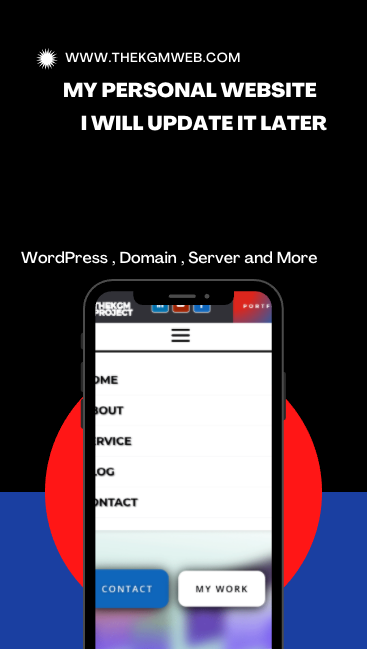 WWW.THEKGMWEB.COM
MY PERSONAL WEBSITE
I WILL UPDATE IT LATER
WordPress , Domain , Server and More
THEKGM
PROJECT
PORTF
OME
BOUT
ERVICE
LOG
ONTACT
CONTACT
MY WORK